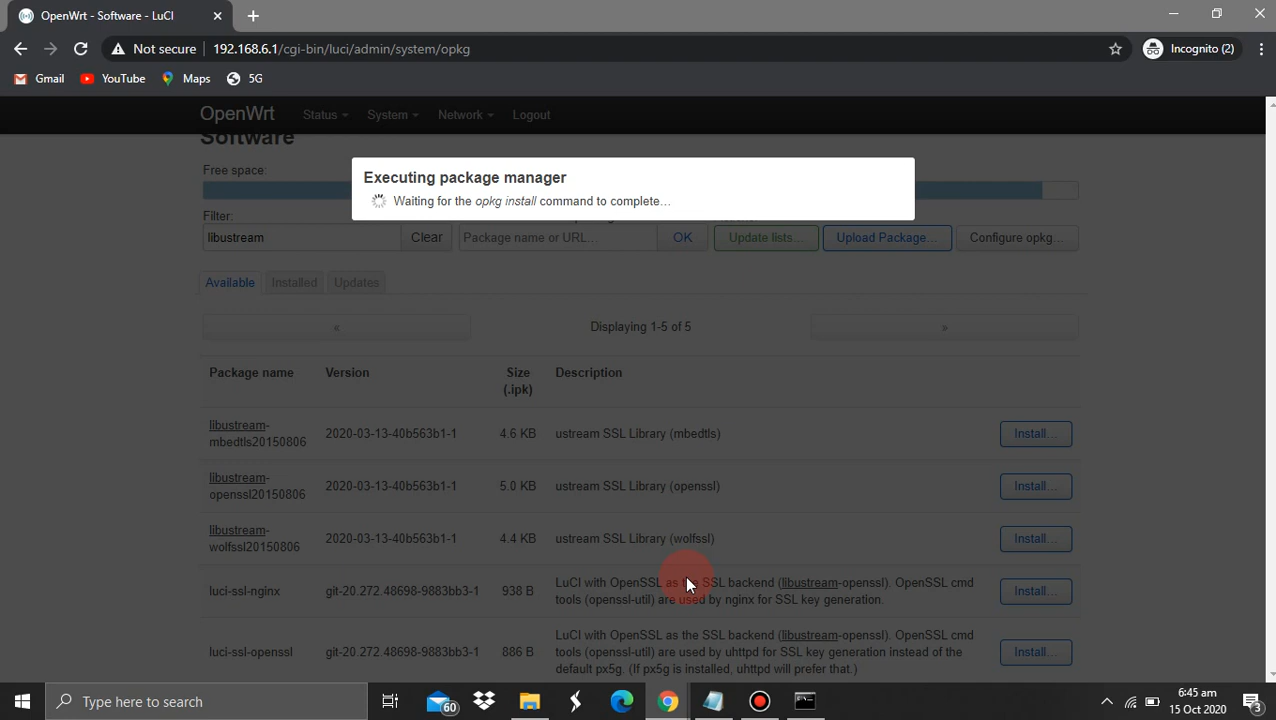 OpenWrt - Software - LuCI
Incognito (2)
Not secure 192.168.6.1/cgi-bin/luci/admin/system/opkg
Gmail YouTube Maps 5G
OpenWrt Status System Network Logout
Software
Executing package manager
Waiting for the opkg install command to complete...
Free space:
Filter:
libustream Clear Package name or URL... OK Update lists... Upload Package... Configure opkg...
Available Installed Updates
« Displaying 1-5 of 5 »
Package name Version Size (.ipk) Description
libustream-mbedtls20150806 2020-03-13-40b563b1-1 4.6 KB ustream SSL Library (mbedtls) Install...
libustream-openssl20150806 2020-03-13-40b563b1-1 5.0 KB ustream SSL Library (openssl) Install...
libustream-wolfssl20150806 2020-03-13-40b563b1-1 4.4 KB ustream SSL Library (wolfssl) Install...
luci-ssl-nginx git-20.272.48698-9883bb3-1 938 B LuCI with OpenSSL as the SSL backend (libustream-openssl). OpenSSL cmd
tools (openssl-util) are used by nginx for SSL key generation. Install...
luci-ssl-openssl git-20.272.48698-9883bb3-1 886 B LuCI with OpenSSL as the SSL backend (libustream-openssl). OpenSSL cmd
tools (openssl-util) are used by uhttpd for SSL key generation instead of the
default px5g. (If px5g is installed, uhttpd will prefer that.) Install...
Type here to search
60
6:45 am
15 Oct 2020
3